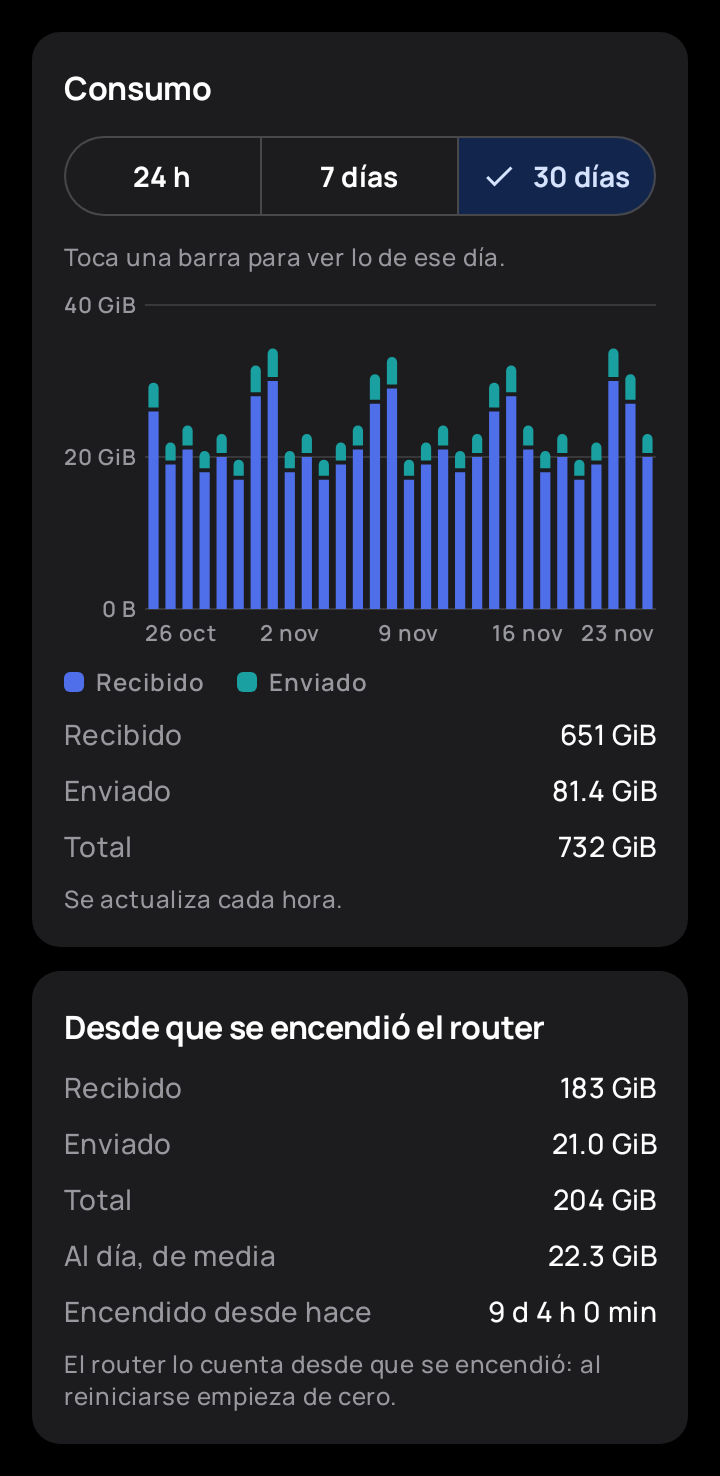 Consumo
24 h
7 días
30 días
Toca una barra para ver lo de ese día.
40 GiB
20 GiB
0 B
26 oct
2 nov
9 nov
16 nov
23 nov
Recibido
Enviado
Recibido 651 GiB
Enviado 81.4 GiB
Total 732 GiB
Se actualiza cada hora.
Desde que se encendió el router
Recibido 183 GiB
Enviado 21.0 GiB
Total 204 GiB
Al día, de media 22.3 GiB
Encendido desde hace 9 d 4 h 0 min
El router lo cuenta desde que se encendió: al
reiniciarse empieza de cero.